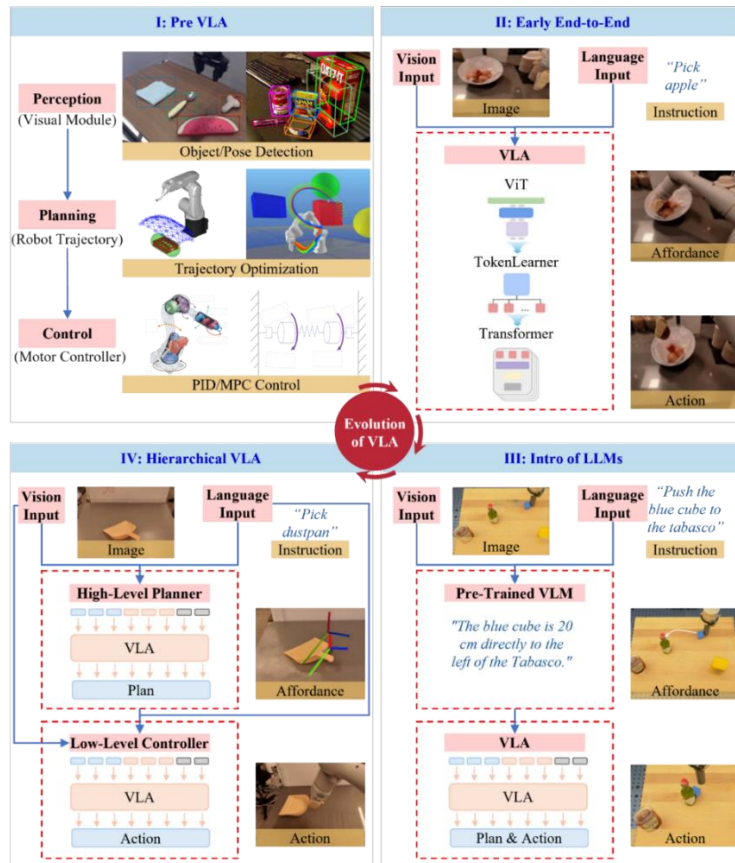 I: Pre VLA
Perception
(Visual Module)
Object/Pose Detection
Planning
(Robot Trajectory)
Trajectory Optimization
Control
(Motor Controller)
PID/MPC Control
II: Early End-to-End
Vision
Input
Image
Language
Input
“Pick
apple”
Instruction
VLA
ViT
TokenLearner
...
Transformer
Affordance
Action
Evolution
of VLA
IV: Hierarchical VLA
Vision
Input
Image
Language
Input
“Pick
dustpan”
Instruction
High-Level Planner
VLA
Plan
Affordance
Low-Level Controller
VLA
Action
Action
III: Intro of LLMs
Vision
Input
Image
Language
Input
“Push the
blue cube to
the tabasco”
Instruction
Pre-Trained VLM
"The blue cube is 20
cm directly to the
left of the Tabasco."
Affordance
VLA
VLA
Plan & Action
Action